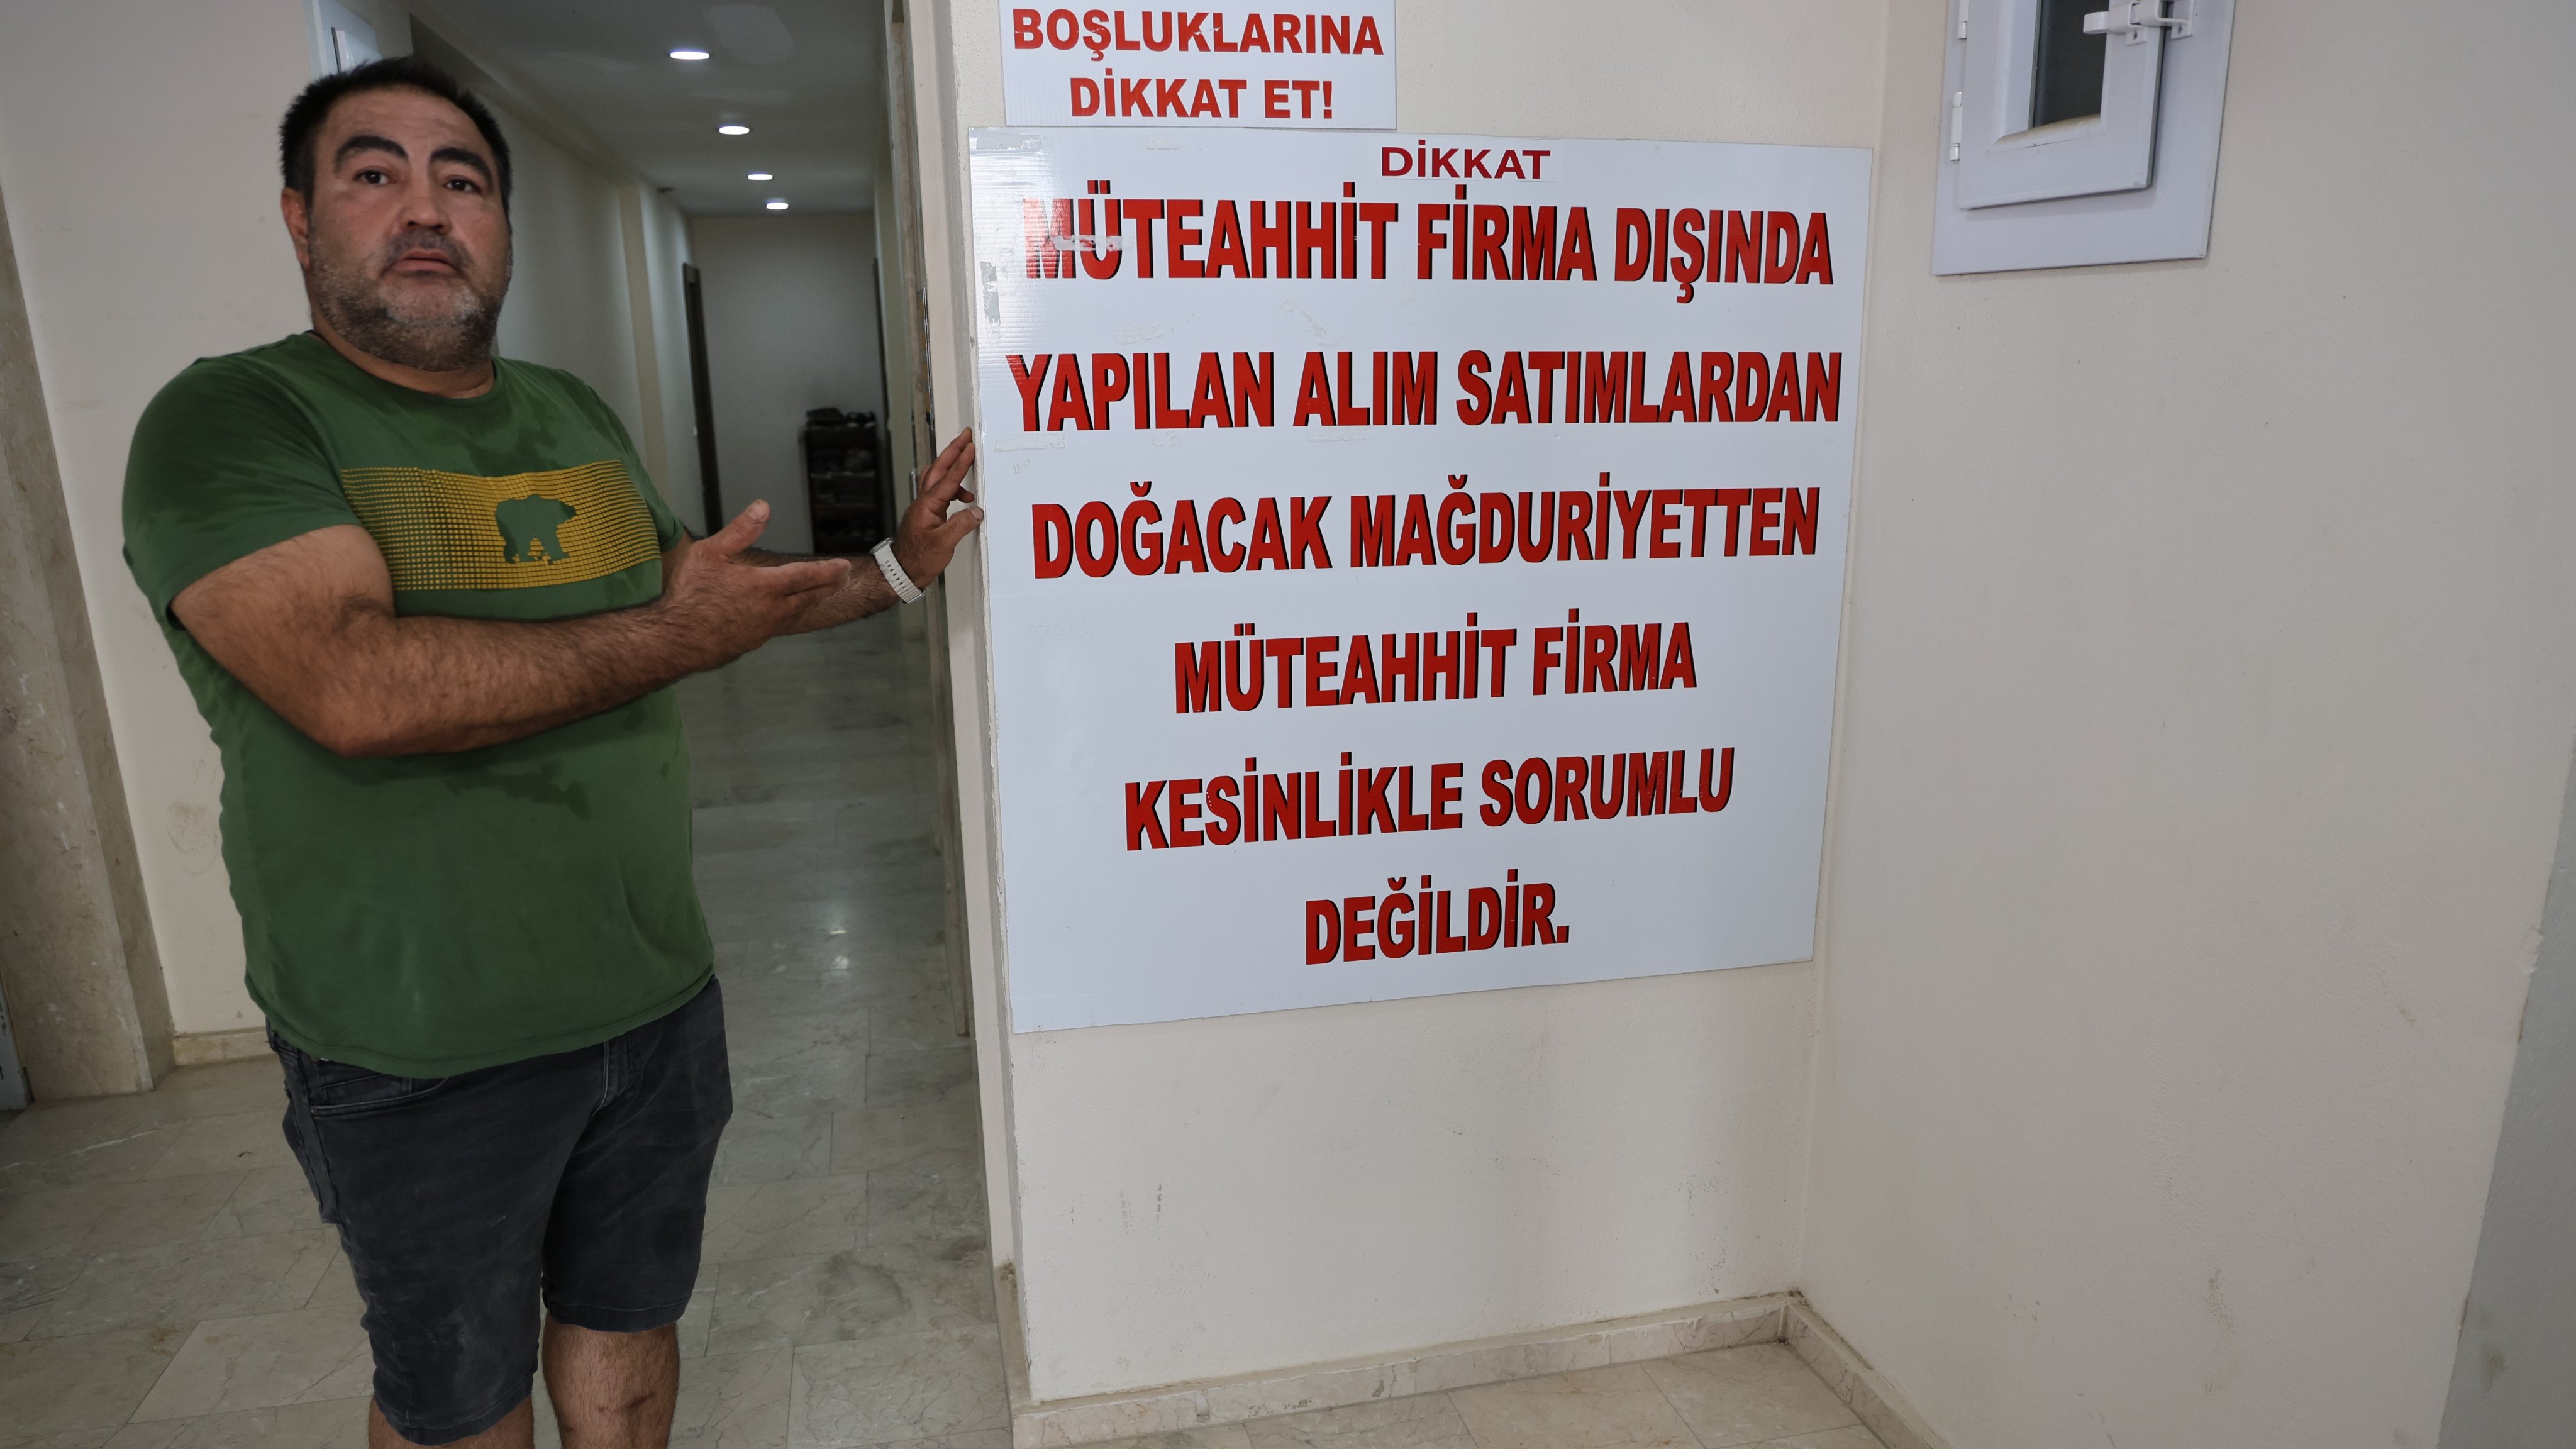 BOŞLUKLARINA
DİKKAT ET!
DİKKAT
MÜTEAHHİT FİRMA DIŞINDA
YAPILAN ALIM SATIMLARDAN
DOĞACAK MAĞDURİYETTEN
MÜTEAHHİT FİRMA
KESİNLİKLE SORUMLU
DEĞİLDİR.